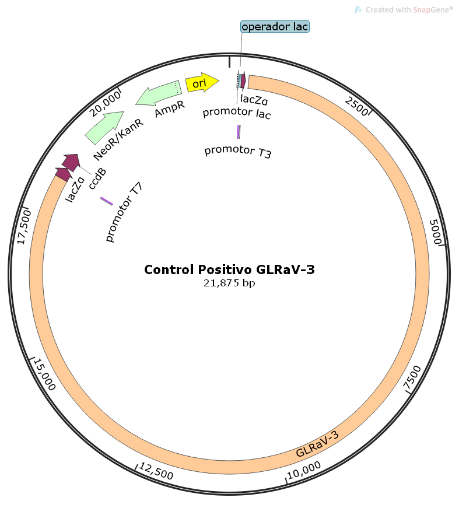 Created with SnapGene®
operador lac
ori
AmpR
20,000
NeoR/KanR
lacZα
promotor lac
promotor T3
2500
ccdB
lacZα
promotor T7
17,500
5000
Control Positivo GLRaV-3
21,875 bp
15,000
7500
GLRaV-3
12,500
10,000